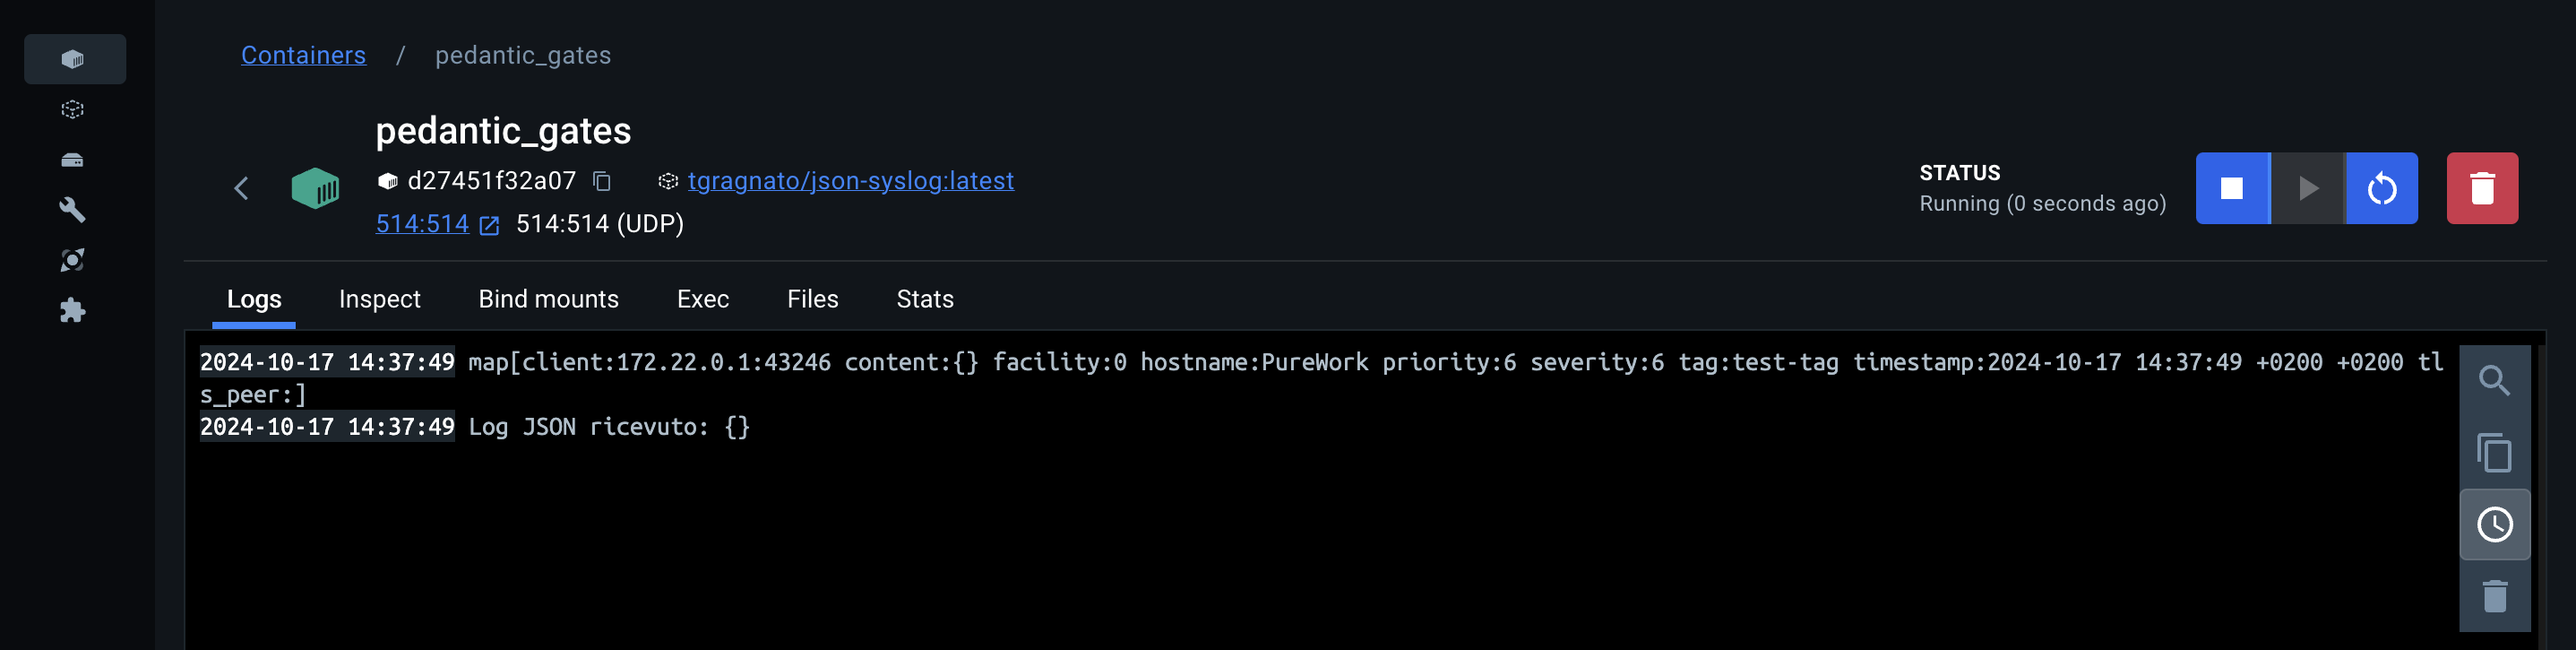 Containers / pedantic_gates
pedantic_gates
d27451f32a07 tgragnato/json-syslog:latest
514:514 514:514 (UDP)
STATUS
Running (0 seconds ago)
Logs Inspect Bind mounts Exec Files Stats
2024-10-17 14:37:49 map[client:172.22.0.1:43246 content:{} facility:0 hostname:PureWork priority:6 severity:6 tag:test-tag timestamp:2024-10-17 14:37:49 +0200 +0200 tl
s_peer:]
2024-10-17 14:37:49 Log JSON ricevuto: {}